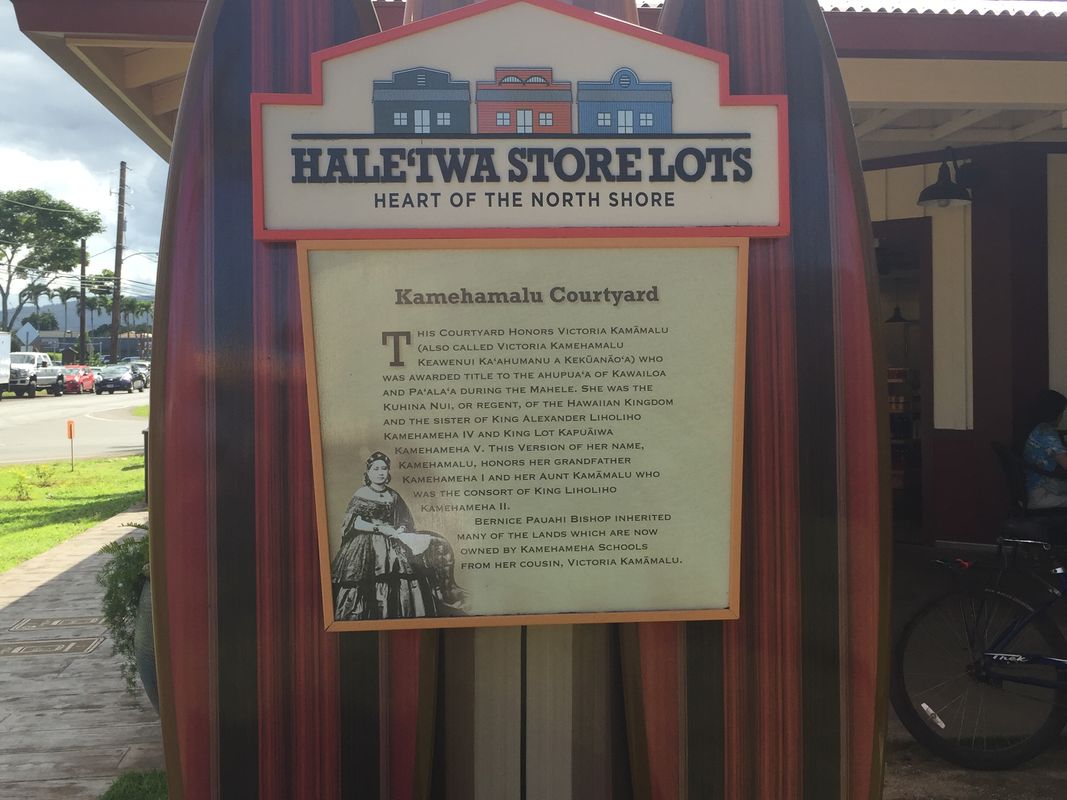 HALEʻIWA STORE LOTS
HEART OF THE NORTH SHORE
Kamehamalu Courtyard
THIS COURTYARD HONORS VICTORIA KAMĀMALU
(ALSO CALLED VICTORIA KAMEHAMALU
KEAWENUI KAʻAHUMANU A KEKŪANĀOʻA) WHO
WAS AWARDED TITLE TO THE AHUPUAʻA OF KAWAILOA
AND PAʻALAʻA DURING THE MAHELE. SHE WAS THE
KUHINA NUI, OR REGENT, OF THE HAWAIIAN KINGDOM
AND THE SISTER OF KING ALEXANDER LIHOLIHO
KAMEHAMEHA IV AND KING LOT KAPUĀIWA
KAMEHAMEHA V. THIS VERSION OF HER NAME,
KAMEHAMALU, HONORS HER GRANDFATHER
KAMEHAMEHA I AND HER AUNT KAMĀMALU WHO
WAS THE CONSORT OF KING LIHOLIHO
KAMEHAMEHA II.
BERNICE PAUAHI BISHOP INHERITED
MANY OF THE LANDS WHICH ARE NOW
OWNED BY KAMEHAMEHA SCHOOLS
FROM HER COUSIN, VICTORIA KAMĀMALU.
Trek